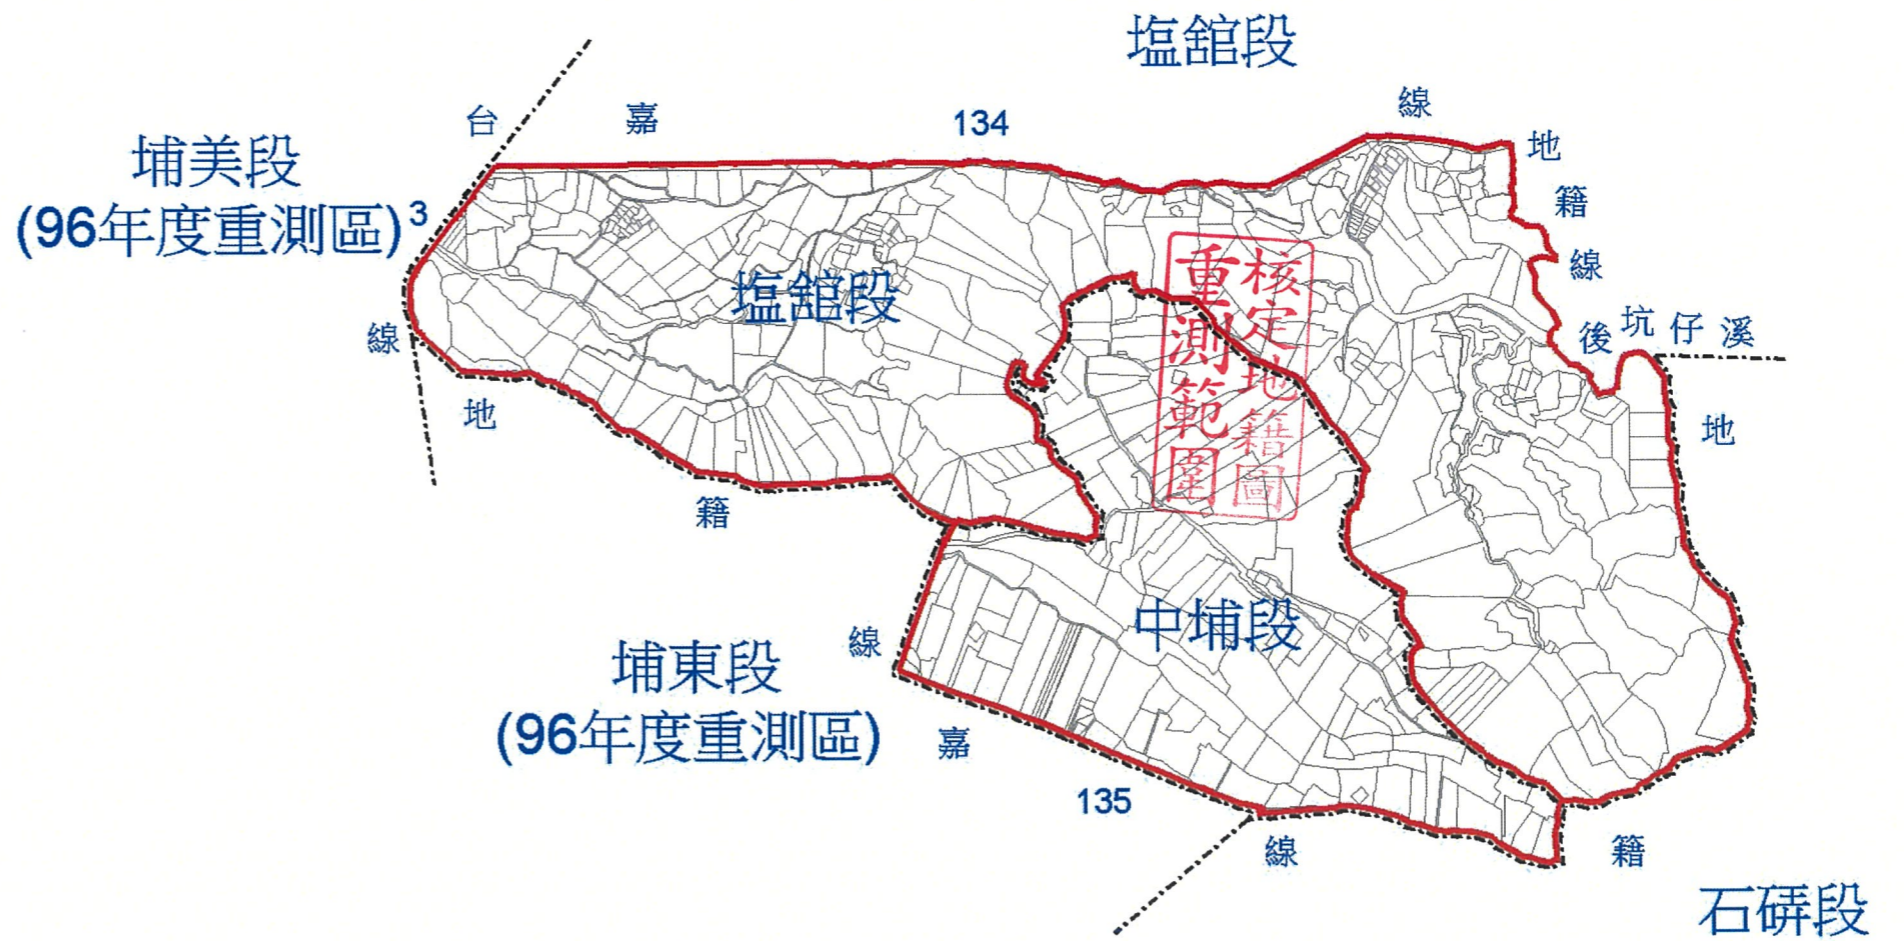 塩舘段
台 嘉 134 線
埔美段
(96年度重測區)
3
地籍線
塩舘段
核定地籍圖
重測範圍
後坑仔溪
線
地
籍
地
中埔段
埔東段
(96年度重測區)
線
嘉 135 線
籍
石硦段